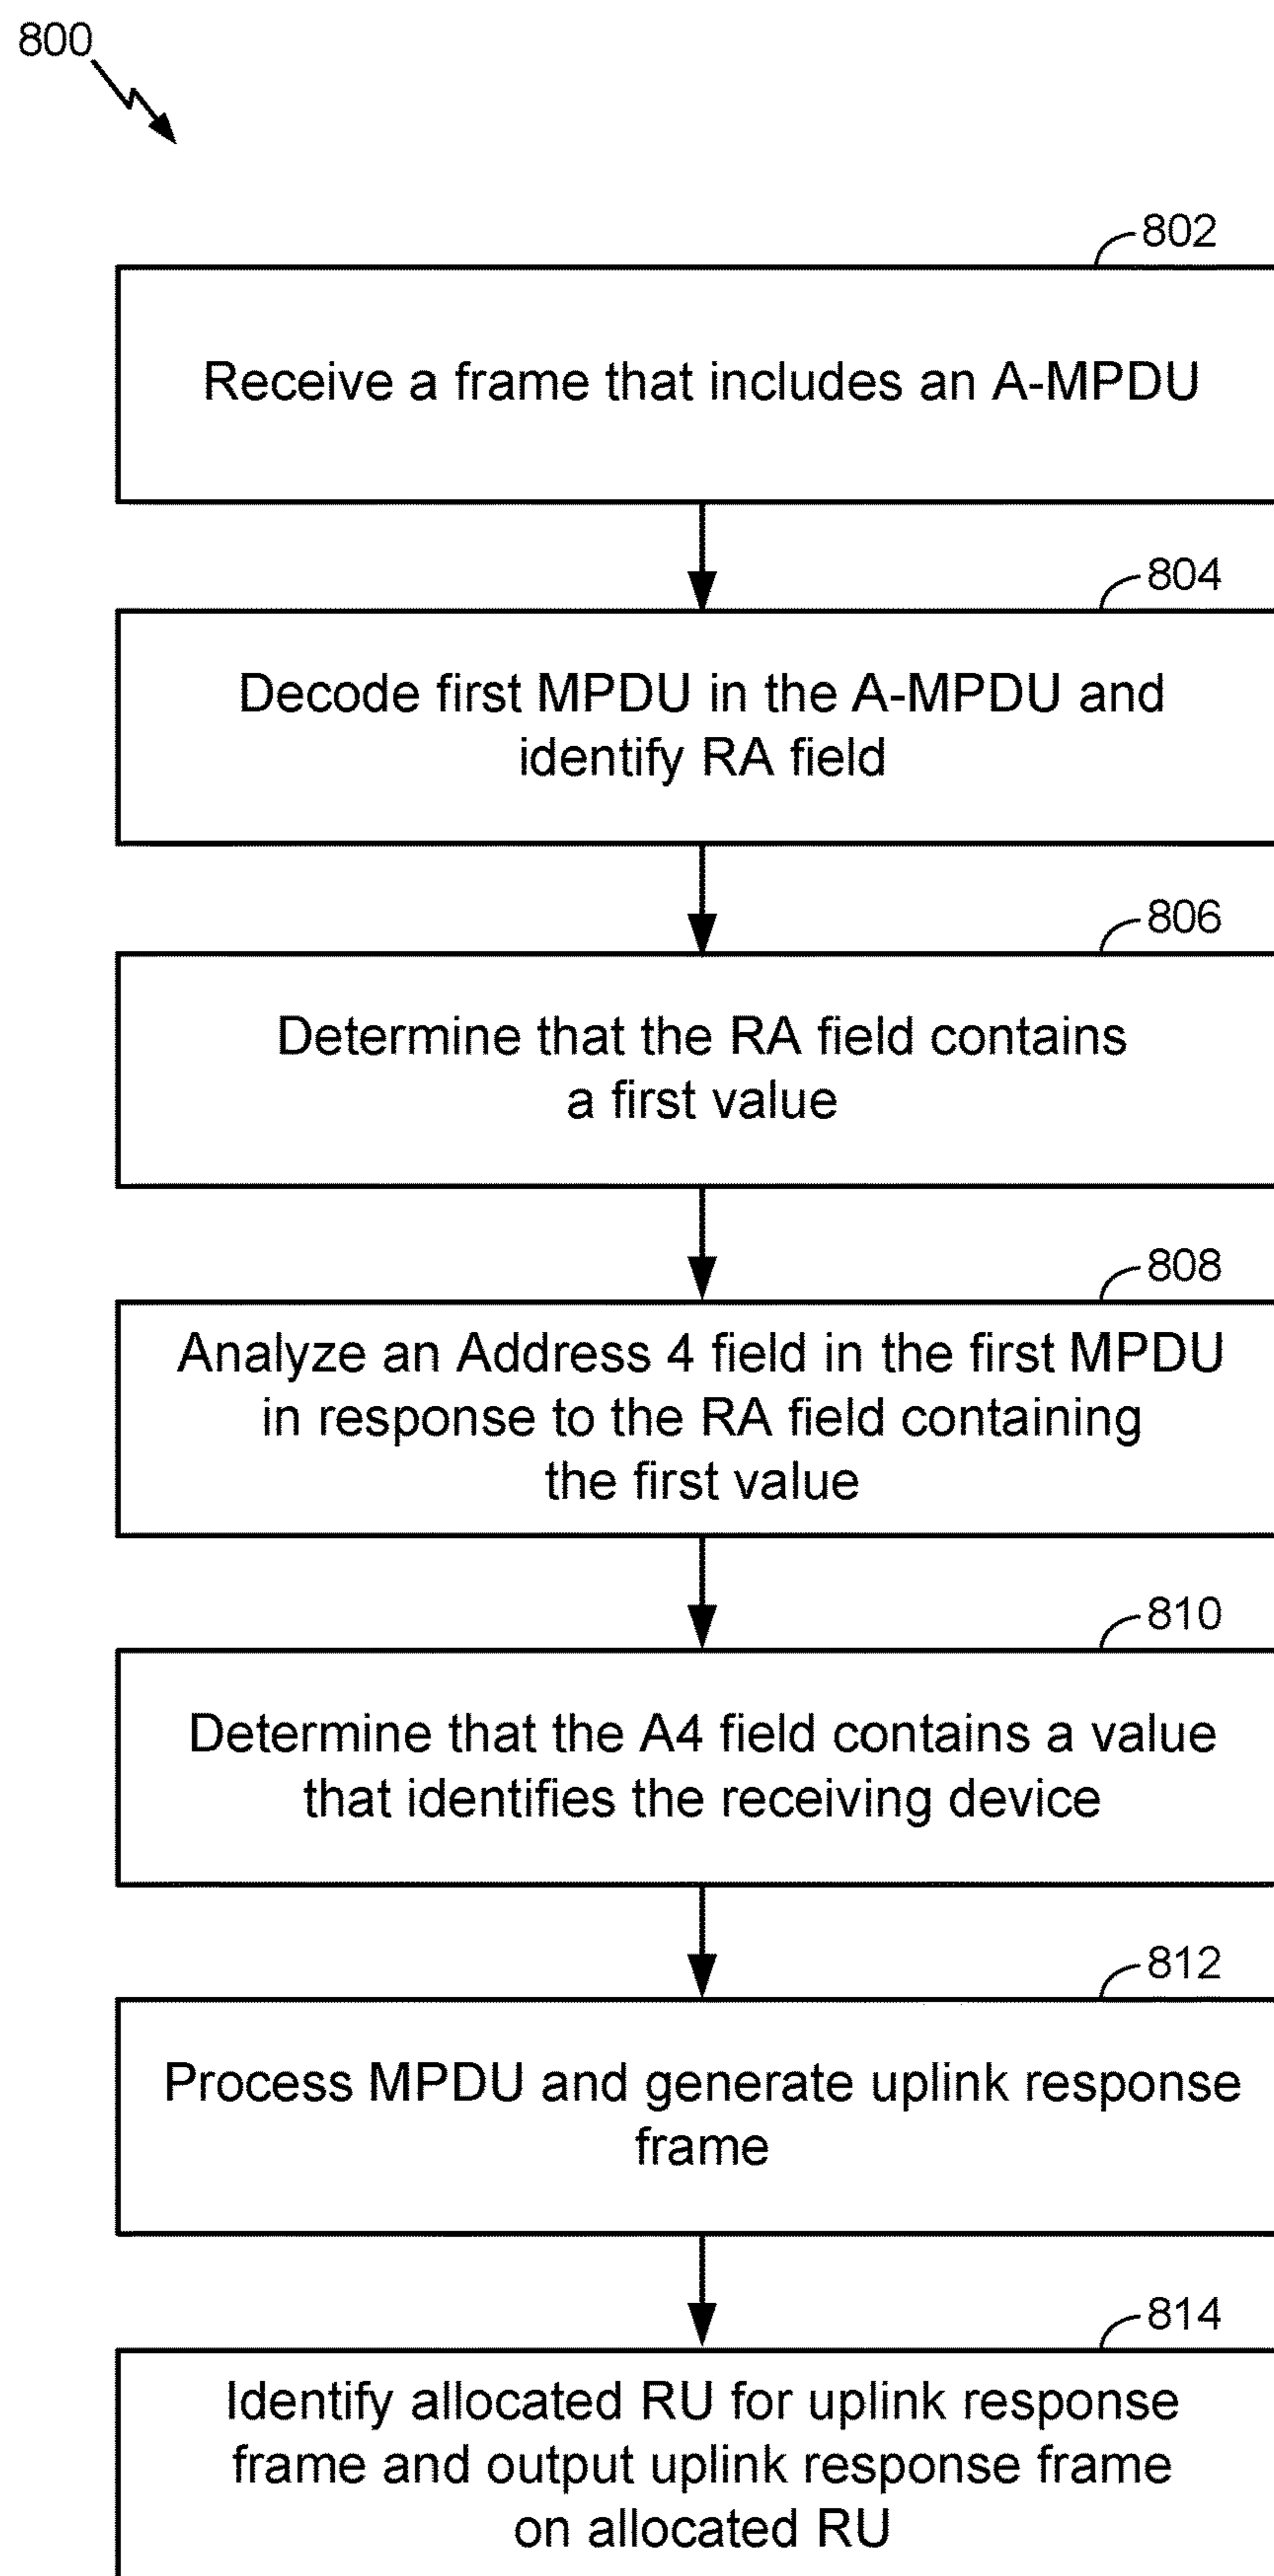 800
802
Receive a frame that includes an A-MPDU
804
Decode first MPDU in the A-MPDU and
identify RA field
806
Determine that the RA field contains
a first value
808
Analyze an Address 4 field in the first MPDU
in response to the RA field containing
the first value
810
Determine that the A4 field contains a value
that identifies the receiving device
812
Process MPDU and generate uplink response
frame
814
Identify allocated RU for uplink response
frame and output uplink response frame
on allocated RU